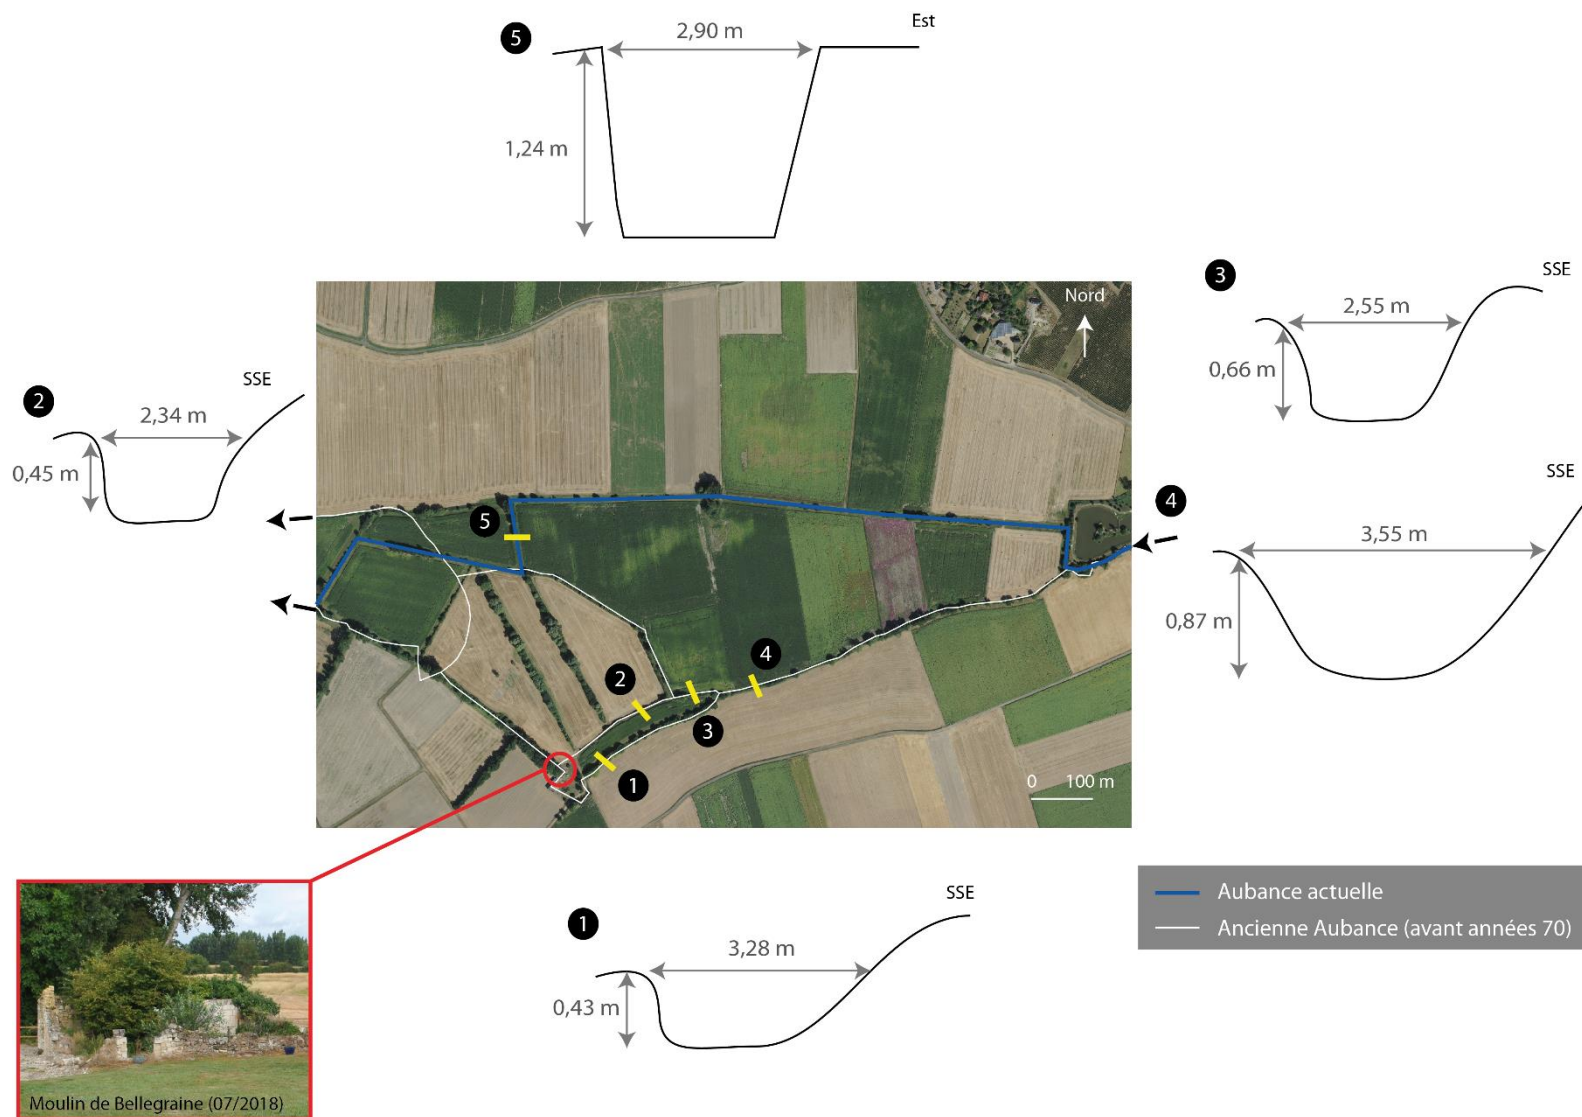 5
Est
2,90 m
1,24 m
3
SSE
2,55 m
0,66 m
2
SSE
2,34 m
0,45 m
Nord
5
4
SSE
3,55 m
0,87 m
2
4
3
1
0 100 m
Moulin de Bellegraine (07/2018)
1
SSE
3,28 m
0,43 m
Aubance actuelle
Ancienne Aubance (avant années 70)